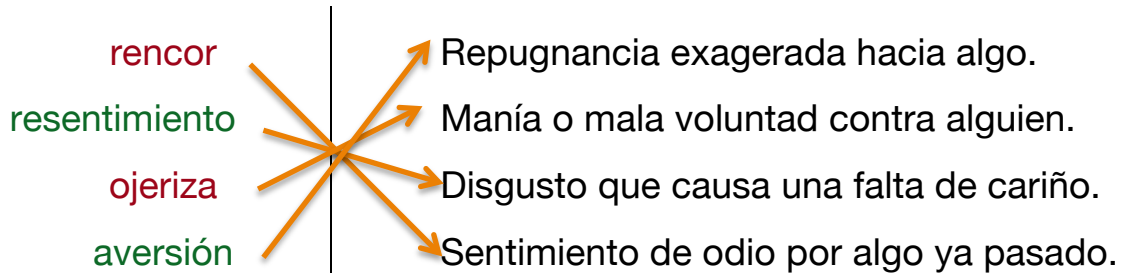 rencor
resentimiento
ojeriza
aversión
Repugnancia exagerada hacia algo.
Manía o mala voluntad contra alguien.
Disgusto que causa una falta de cariño.
Sentimiento de odio por algo ya pasado.